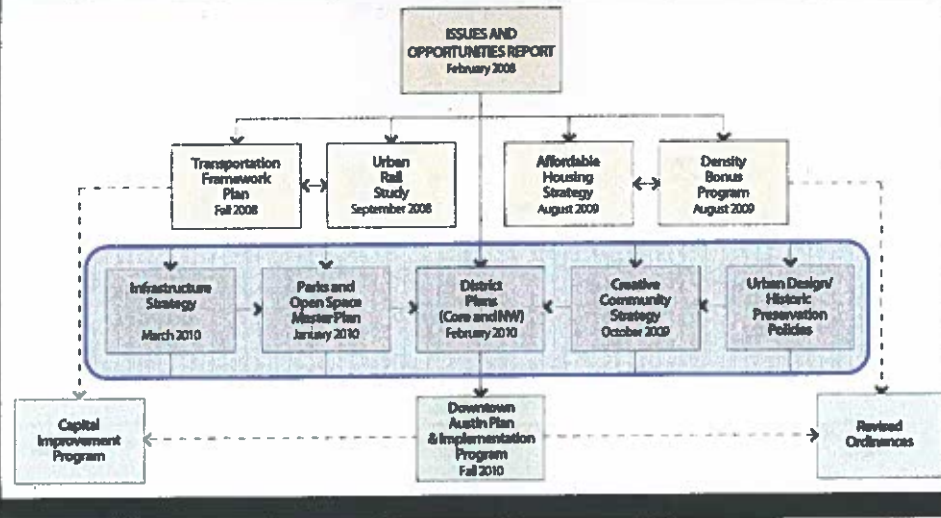 ISSUES AND
OPPORTUNITIES REPORT
February 2008
Transportation
Framework
Plan
Fall 2008
Urban
Rail
Study
September 2008
Affordable
Housing
Strategy
August 2009
Density
Bonus
Program
August 2009
Infrastructure
Strategy
March 2010
Parks and
Open Space
Master Plan
January 2010
District
Plans
(Core and NW)
February 2010
Creative
Community
Strategy
October 2009
Urban Design/
Historic
Preservation
Policies
Capital
Improvement
Program
Downtown
Austin Plan
& Implementation
Program
Fall 2010
Revised
Ordinances